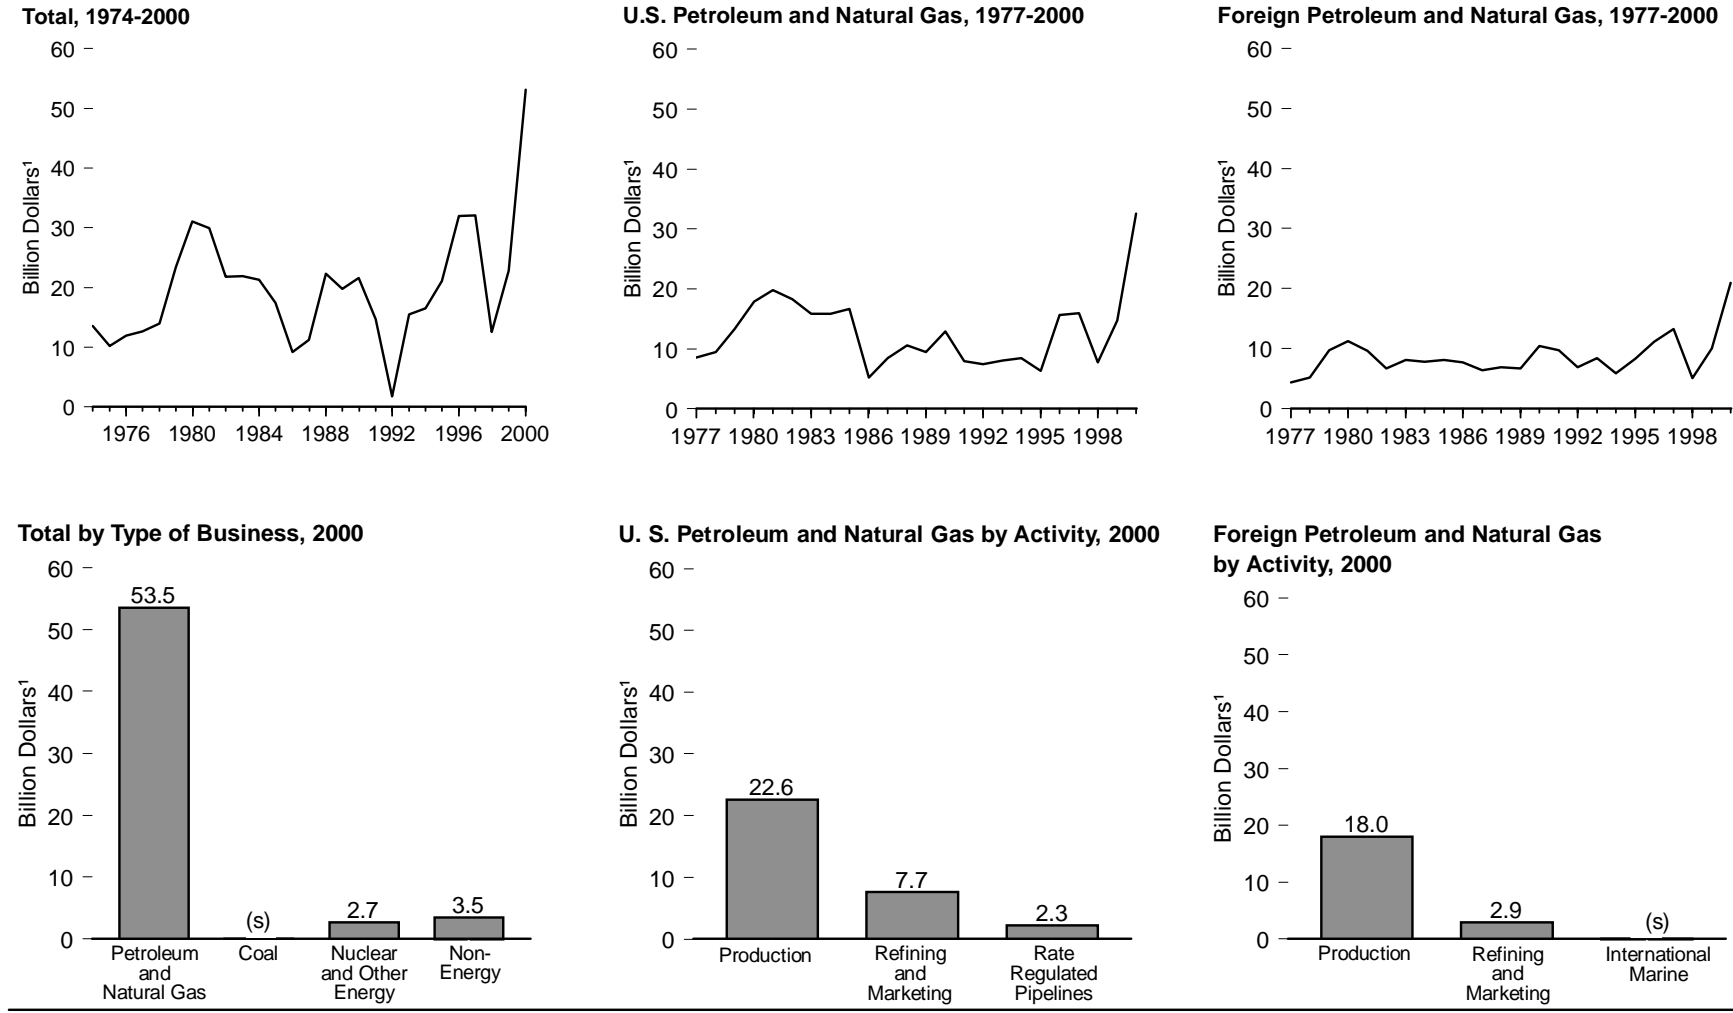 Total, 1974-2000
60
50
40
30
20
10
0
Billion Dollars¹
1976 1980 1984 1988 1992 1996 2000
U.S. Petroleum and Natural Gas, 1977-2000
60
50
40
30
20
10
0
Billion Dollars¹
1977 1980 1983 1986 1989 1992 1995 1998
Foreign Petroleum and Natural Gas, 1977-2000
60
50
40
30
20
10
0
Billion Dollars¹
1977 1980 1983 1986 1989 1992 1995 1998
Total by Type of Business, 2000
60
50
40
30
20
10
0
Billion Dollars¹
53.5
(s)
2.7
3.5
Petroleum
and
Natural Gas
Coal
Nuclear
and Other
Energy
Non-
Energy
U. S. Petroleum and Natural Gas by Activity, 2000
60
50
40
30
20
10
0
Billion Dollars¹
22.6
7.7
2.3
Production
Refining
and
Marketing
Rate
Regulated
Pipelines
Foreign Petroleum and Natural Gas
by Activity, 2000
60
50
40
30
20
10
0
Billion Dollars¹
18.0
2.9
(s)
Production
Refining
and
Marketing
International
Marine